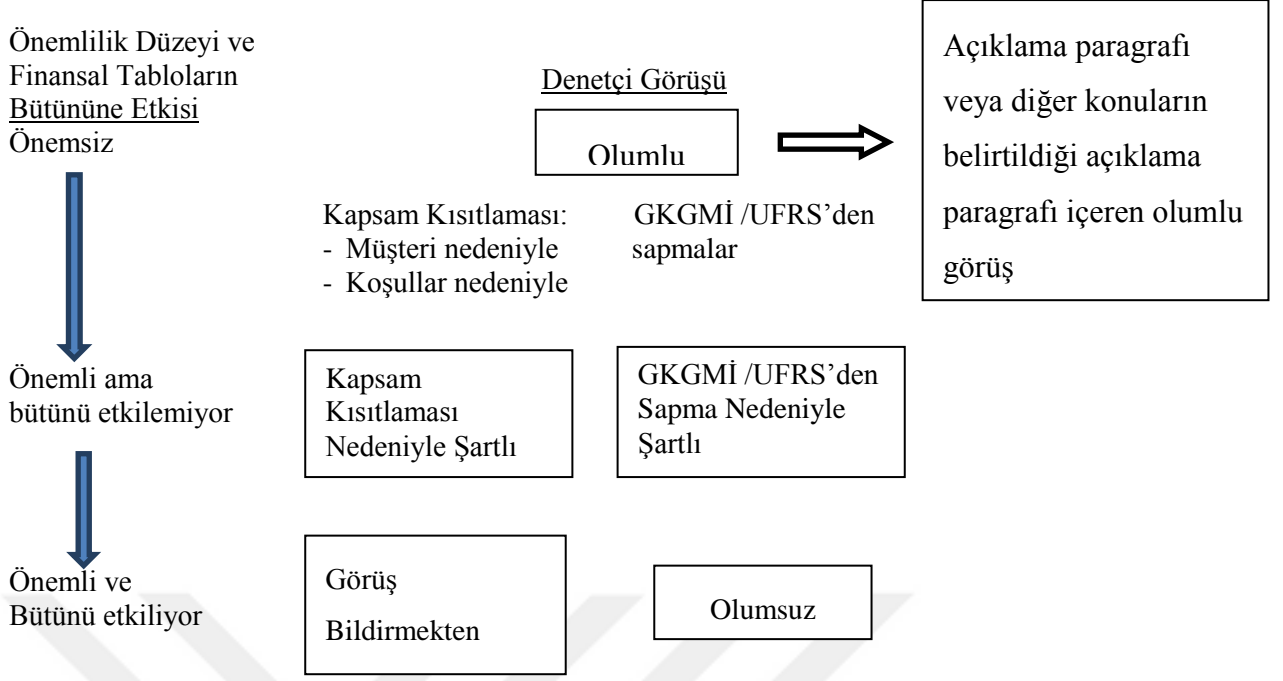 Önemlilik Düzeyi ve
Finansal Tabloların
Bütününe Etkisi
Önemsiz
Denetçi Görüşü
Olumlu
Açıklama paragrafı
veya diğer konuların
belirtildiği açıklama
paragrafı içeren olumlu
görüş
Kapsam Kısıtlaması:
- Müşteri nedeniyle
- Koşullar nedeniyle
GKGMİ /UFRS’den
sapmalar
Önemli ama
bütünü etkilemiyor
Kapsam
Kısıtlaması
Nedeniyle Şartlı
GKGMİ /UFRS’den
Sapma Nedeniyle
Şartlı
Önemli ve
Bütünü etkiliyor
Görüş
Bildirmekten
Olumsuz